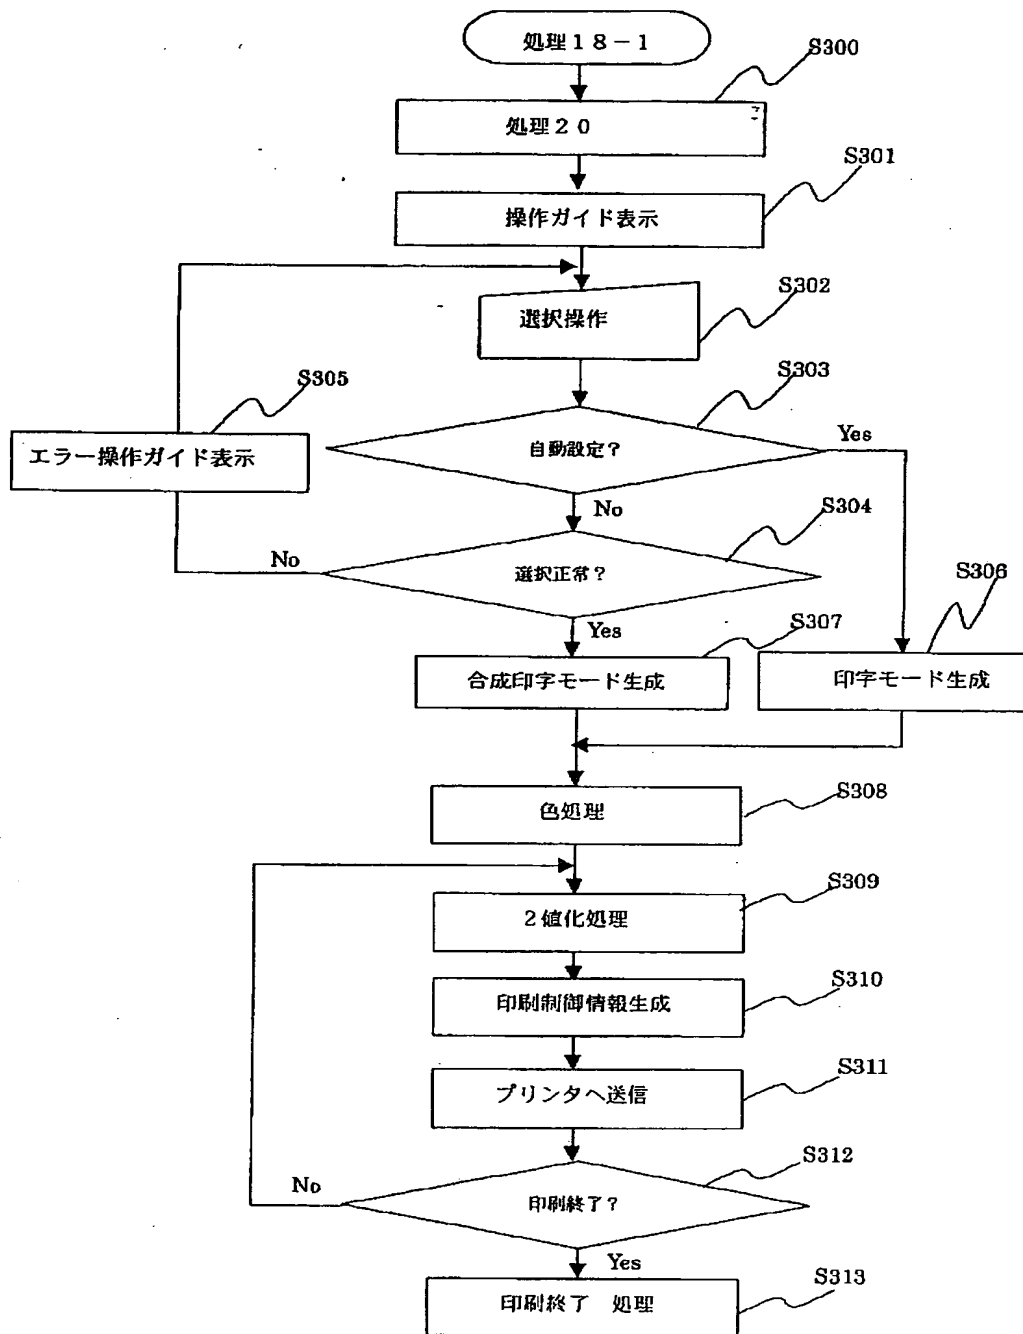 処理18-1
S300
処理20
S301
操作ガイド表示
S302
選択操作
S303
自動設定?
Yes
No
S304
選択正常?
No
Yes
S305
エラー操作ガイド表示
S306
印字モード生成
S307
合成印字モード生成
S308
色処理
S309
2値化処理
S310
印刷制御情報生成
S311
プリンタへ送信
S312
印刷終了?
No
Yes
S313
印刷終了 処理